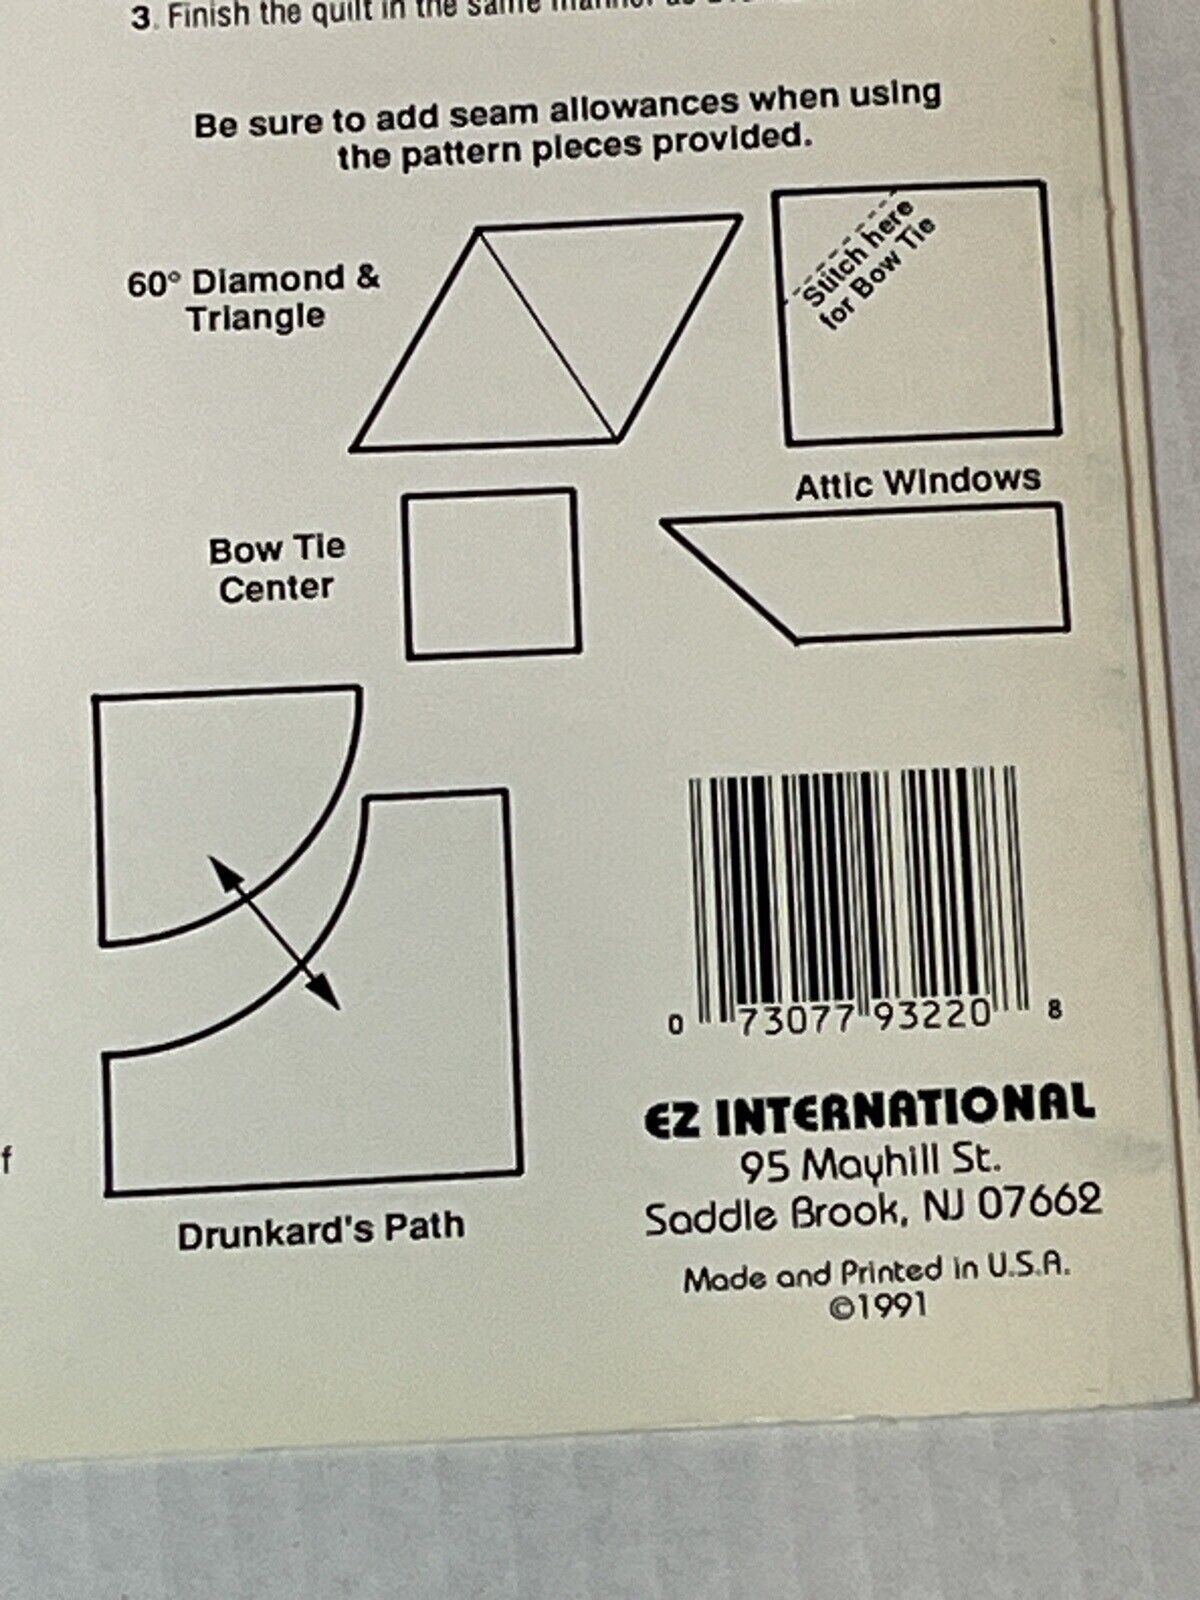 3. Finish the quilt in the same manner as
Be sure to add seam allowances when using
the pattern pieces provided.
60° Diamond &
Triangle
Stitch here
for Bow Tie
Attic Windows
Bow Tie
Center
Drunkard's Path
0 73077 93220 8
EZ INTERNATIONAL
95 Mayhill St.
Saddle Brook, NJ 07662
Made and Printed in U.S.A.
©1991
f